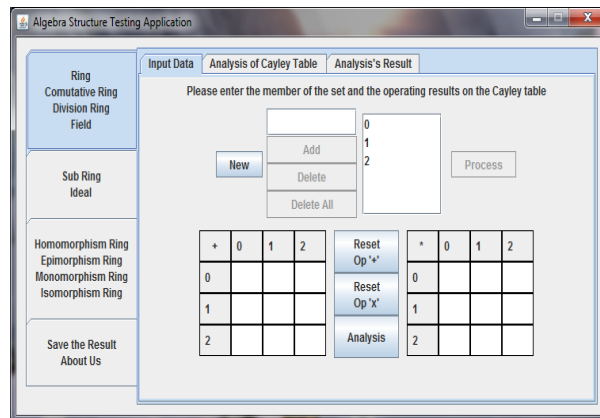 Algebra Structure Testing Application
Ring
Comutative Ring
Division Ring
Field
Sub Ring
Ideal
Homomorphism Ring
Epimorphism Ring
Monomorphism Ring
Isomorphism Ring
Save the Result
About Us
Input Data Analysis of Cayley Table Analysis's Result
Please enter the member of the set and the operating results on the Cayley table
New
Add
Delete
Delete All
0
1
2
Process
+ 0 1 2
0
1
2
Reset
Op '+'
Reset
Op 'x'
Analysis
* 0 1 2
0
1
2